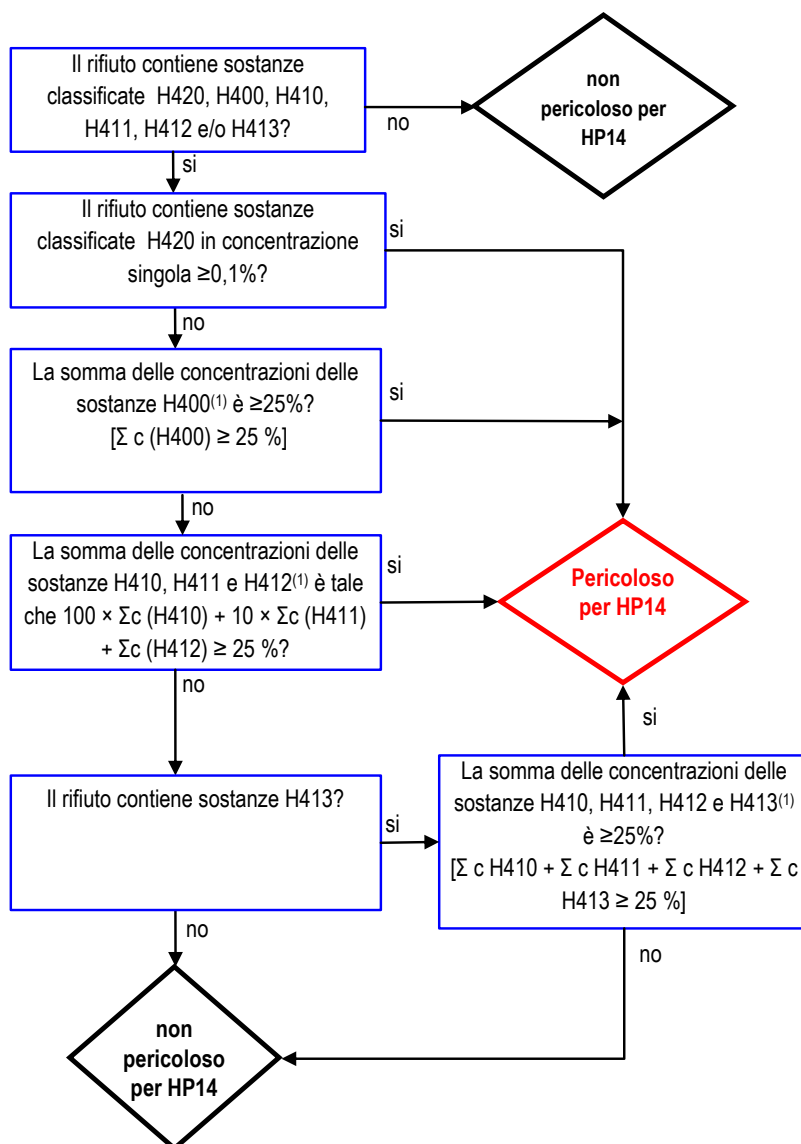 Il rifiuto contiene sostanze
classificate H420, H400, H410,
H411, H412 e/o H413?
no
non
pericoloso per
HP14
si
Il rifiuto contiene sostanze
classificate H420 in concentrazione
singola ≥0,1%?
si
no
La somma delle concentrazioni delle
sostanze H400(1) è ≥25%?
[Σ c (H400) ≥ 25 %]
si
no
La somma delle concentrazioni delle
sostanze H410, H411 e H412(1) è tale
che 100 × Σc (H410) + 10 × Σc (H411)
+ Σc (H412) ≥ 25 %?
si
Pericoloso
per HP14
no
si
Il rifiuto contiene sostanze H413?
si
La somma delle concentrazioni delle
sostanze H410, H411, H412 e H413(1)
è ≥25%?
[Σ c H410 + Σ c H411 + Σ c H412 + Σ c
H413 ≥ 25 %]
no
no
non
pericoloso
per HP14